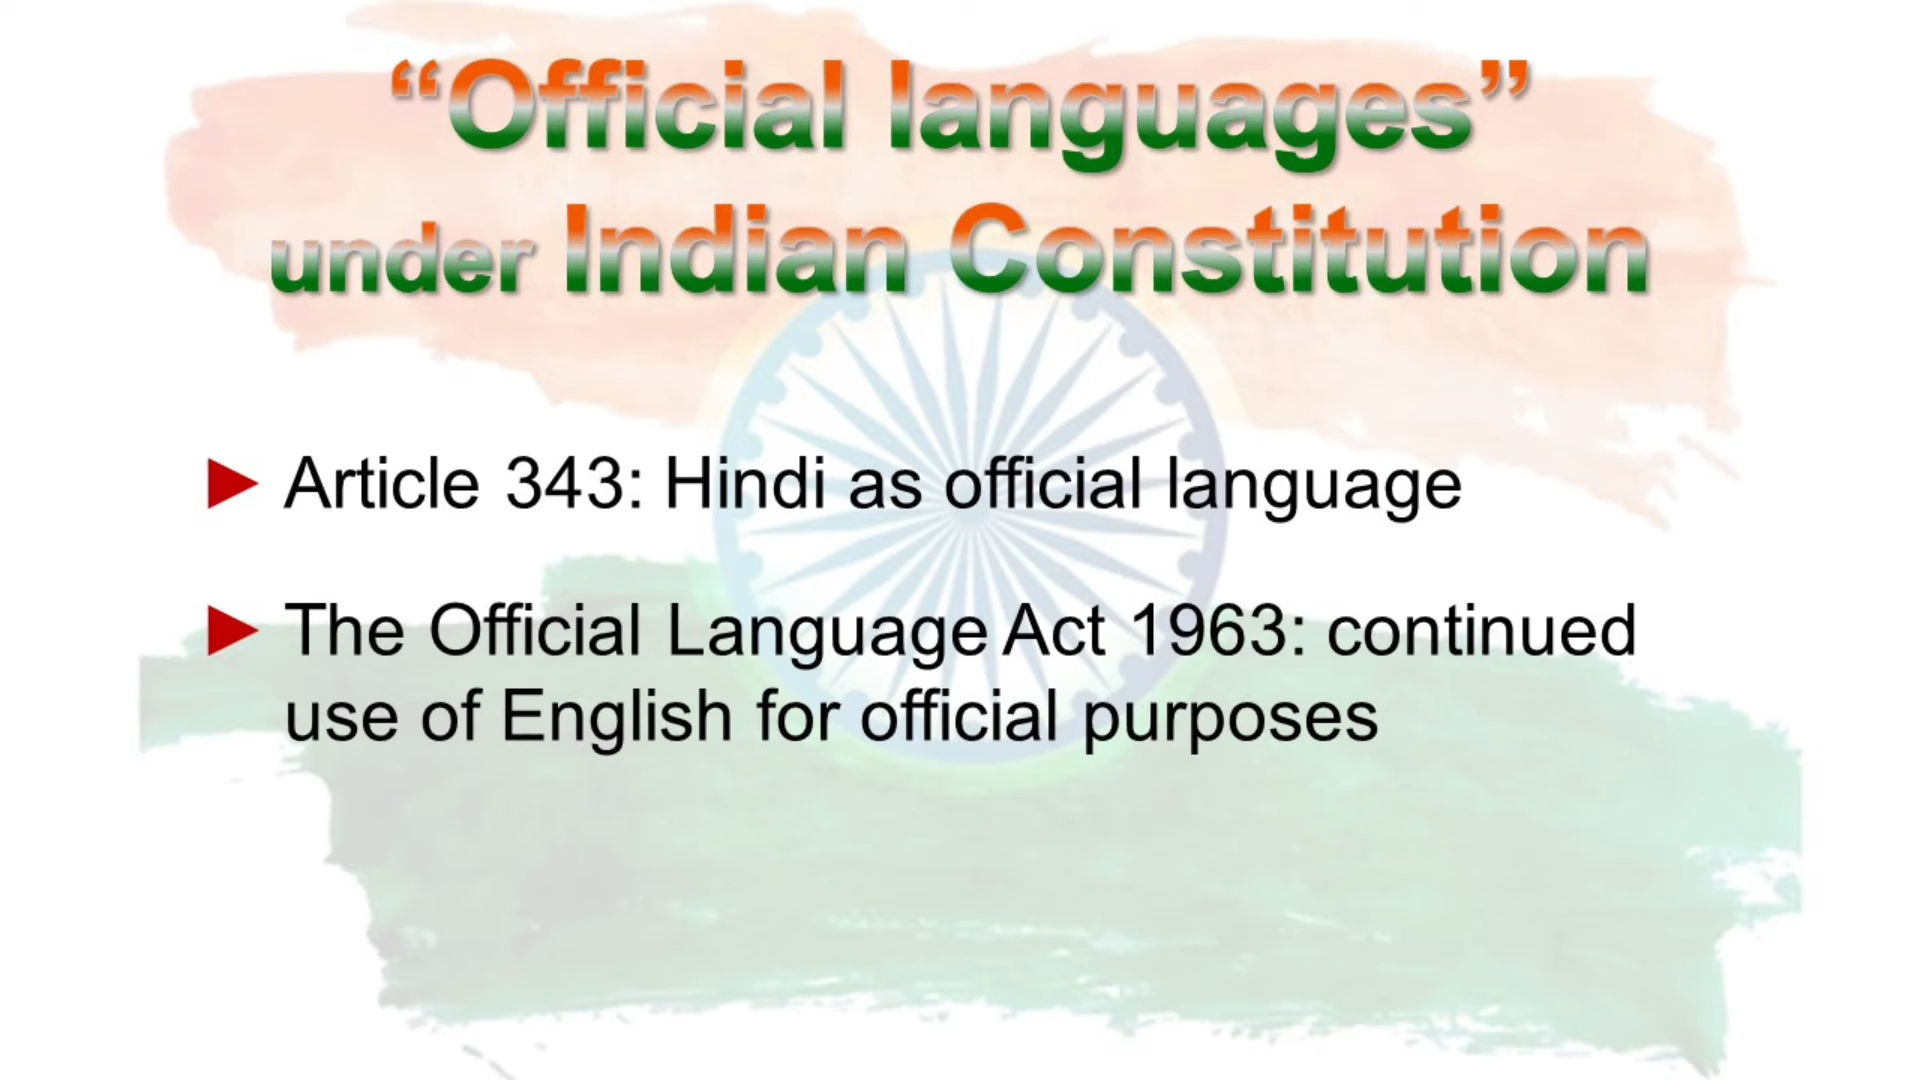 “Official languages”
under Indian Constitution
Article 343: Hindi as official language
The Official Language Act 1963: continued
use of English for official purposes